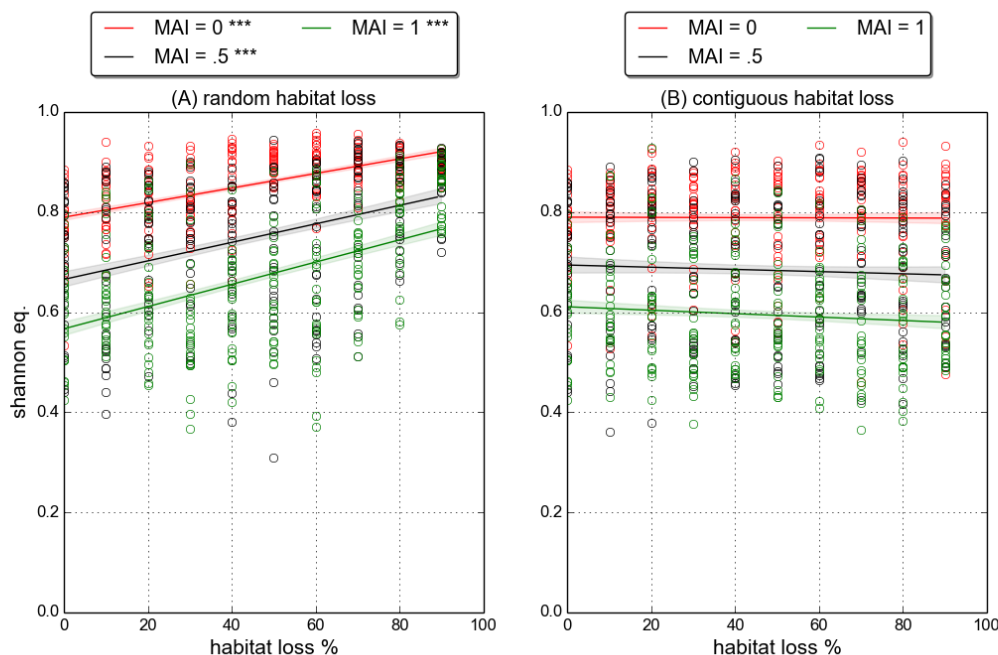 MAI = 0 *** MAI = 1 ***
MAI = .5 ***
MAI = 0 MAI = 1
MAI = .5
(A) random habitat loss
(B) contiguous habitat loss
shannon eq.
1.0
0.8
0.6
0.4
0.2
0.0
0 20 40 60 80 100
habitat loss %
1.0
0.8
0.6
0.4
0.2
0.0
0 20 40 60 80 100
habitat loss %